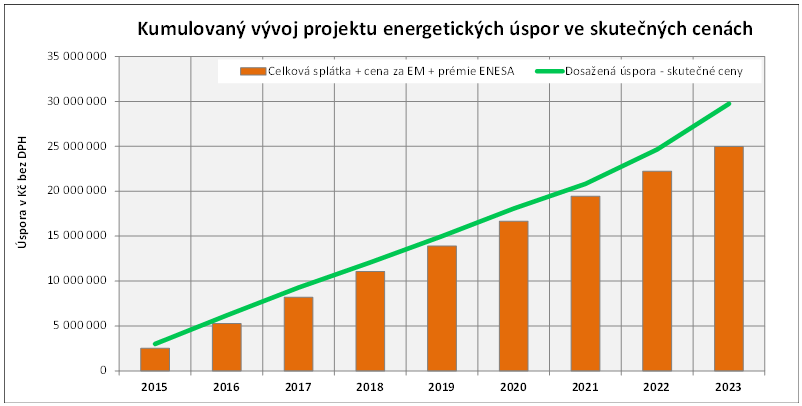 Kumulovaný vývoj projektu energetických úspor ve skutečných cenách
Celková splátka + cena za EM + prémie ENESA
Dosažená úspora - skutečné ceny
Úspora v Kč bez DPH
35 000 000
30 000 000
25 000 000
20 000 000
15 000 000
10 000 000
5 000 000
0
2015 2016 2017 2018 2019 2020 2021 2022 2023